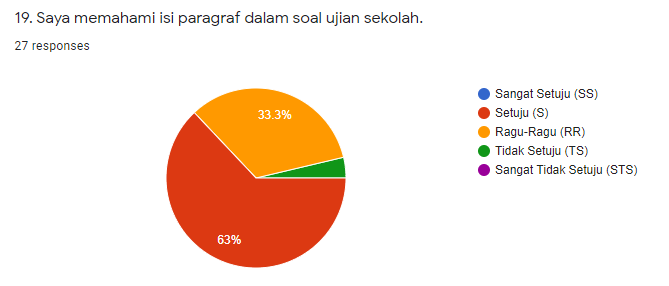 19. Saya memahami isi paragraf dalam soal ujian sekolah.
27 responses
33.3%
63%
Sangat Setuju (SS)
Setuju (S)
Ragu-Ragu (RR)
Tidak Setuju (TS)
Sangat Tidak Setuju (STS)